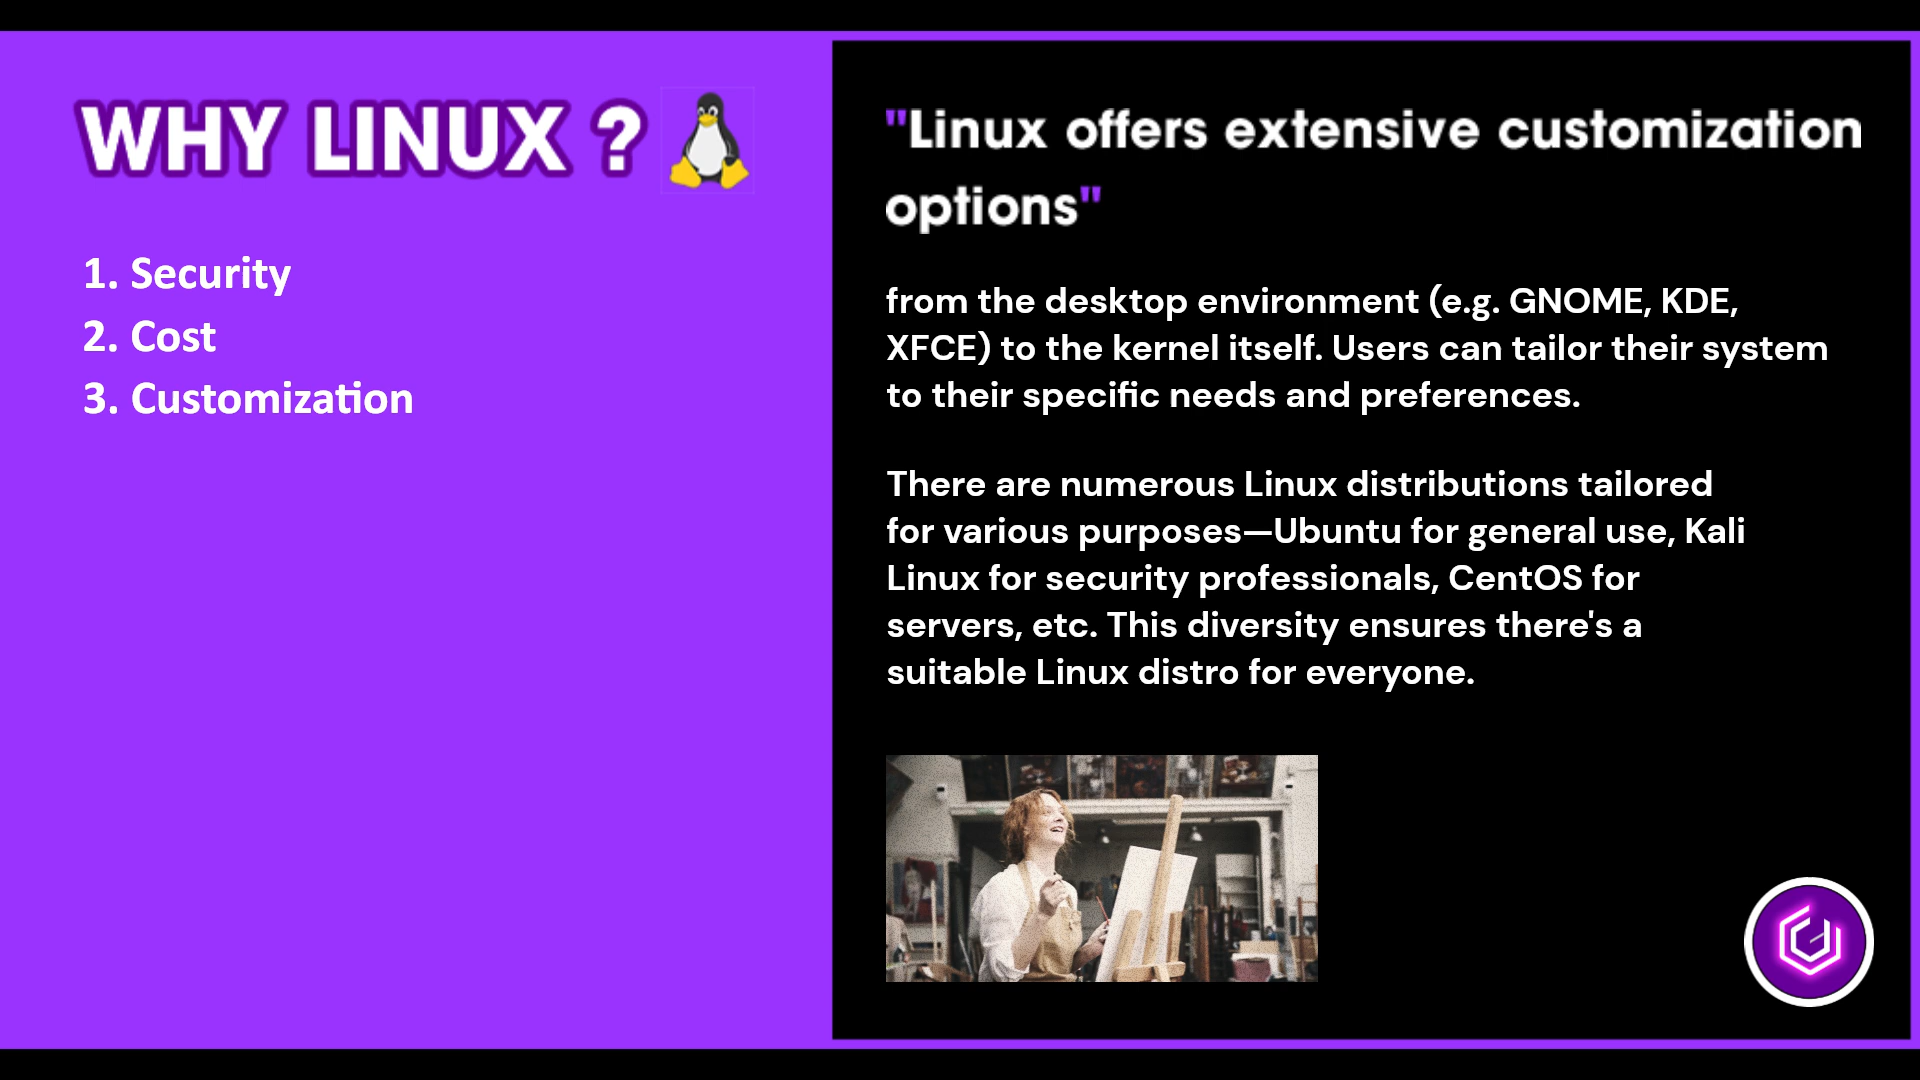 WHY LINUX ?
1. Security
2. Cost
3. Customization
"Linux offers extensive customization
options"
from the desktop environment (e.g. GNOME, KDE,
XFCE) to the kernel itself. Users can tailor their system
to their specific needs and preferences.
There are numerous Linux distributions tailored
for various purposes—Ubuntu for general use, Kali
Linux for security professionals, CentOS for
servers, etc. This diversity ensures there's a
suitable Linux distro for everyone.